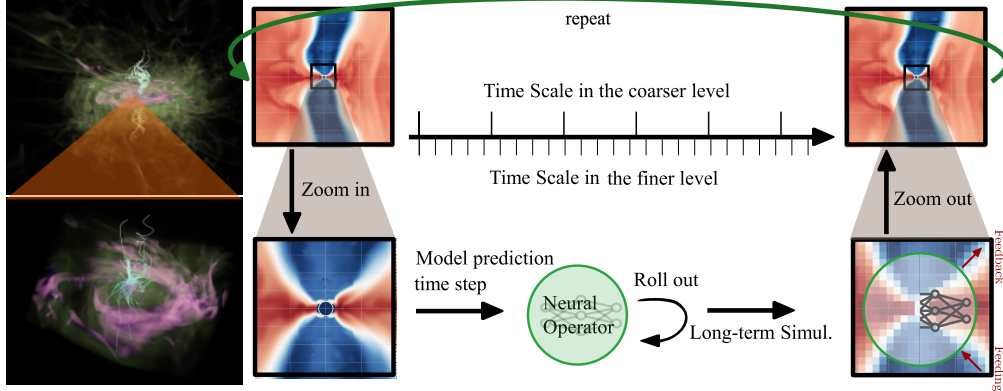 repeat
Time Scale in the coarser level
Time Scale in the finer level
Zoom in
Zoom out
Model prediction
time step
Neural
Operator
Roll out
Long-term Simul.
Feedback
Feeding